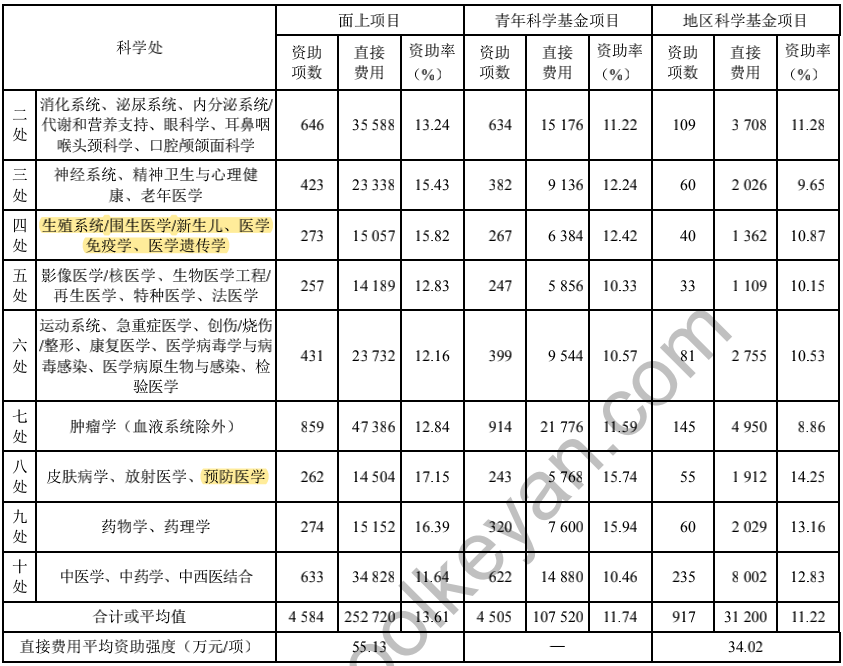 科学处 面上项目 青年科学基金项目 地区科学基金项目
资助项数 直接费用 资助率(%) 资助项数 直接费用 资助率(%) 资助项数 直接费用 资助率(%)
二处 消化系统、泌尿系统、内分泌系统/
代谢和营养支持、眼科学、耳鼻咽 646 35 588 13.24 634 15 176 11.22 109 3 708 11.28
喉头颈科学、口腔颅颌面科学
三处 神经系统、精神卫生与心理健
康、老年医学 423 23 338 15.43 382 9 136 12.24 60 2 026 9.65
四处 生殖系统/围生医学/新生儿、医学
免疫学、医学遗传学 273 15 057 15.82 267 6 384 12.42 40 1 362 10.87
五处 影像医学/核医学、生物医学工程/
再生医学、特种医学、法医学 257 14 189 12.83 247 5 856 10.33 33 1 109 10.15
六处 运动系统、急重症医学、创伤/烧伤
/整形、康复医学、医学病毒学与病
毒感染、医学病原生物与感染、检 431 23 732 12.16 399 9 544 10.57 81 2 755 10.53
验医学
七处 肿瘤学（血液系统除外） 859 47 386 12.84 914 21 776 11.59 145 4 950 8.86
八处 皮肤病学、放射医学、预防医学 262 14 504 17.15 243 5 768 15.74 55 1 912 14.25
九处 药物学、药理学 274 15 152 16.39 320 7 600 15.94 60 2 029 13.16
十处 中医学、中药学、中西医结合 633 34 828 11.64 622 14 880 10.46 235 8 002 12.83
合计或平均值 4 584 252 720 13.61 4 505 107 520 11.74 917 31 200 11.22
直接费用平均资助强度（万元/项） 55.13 — 34.02
olkeyan.com